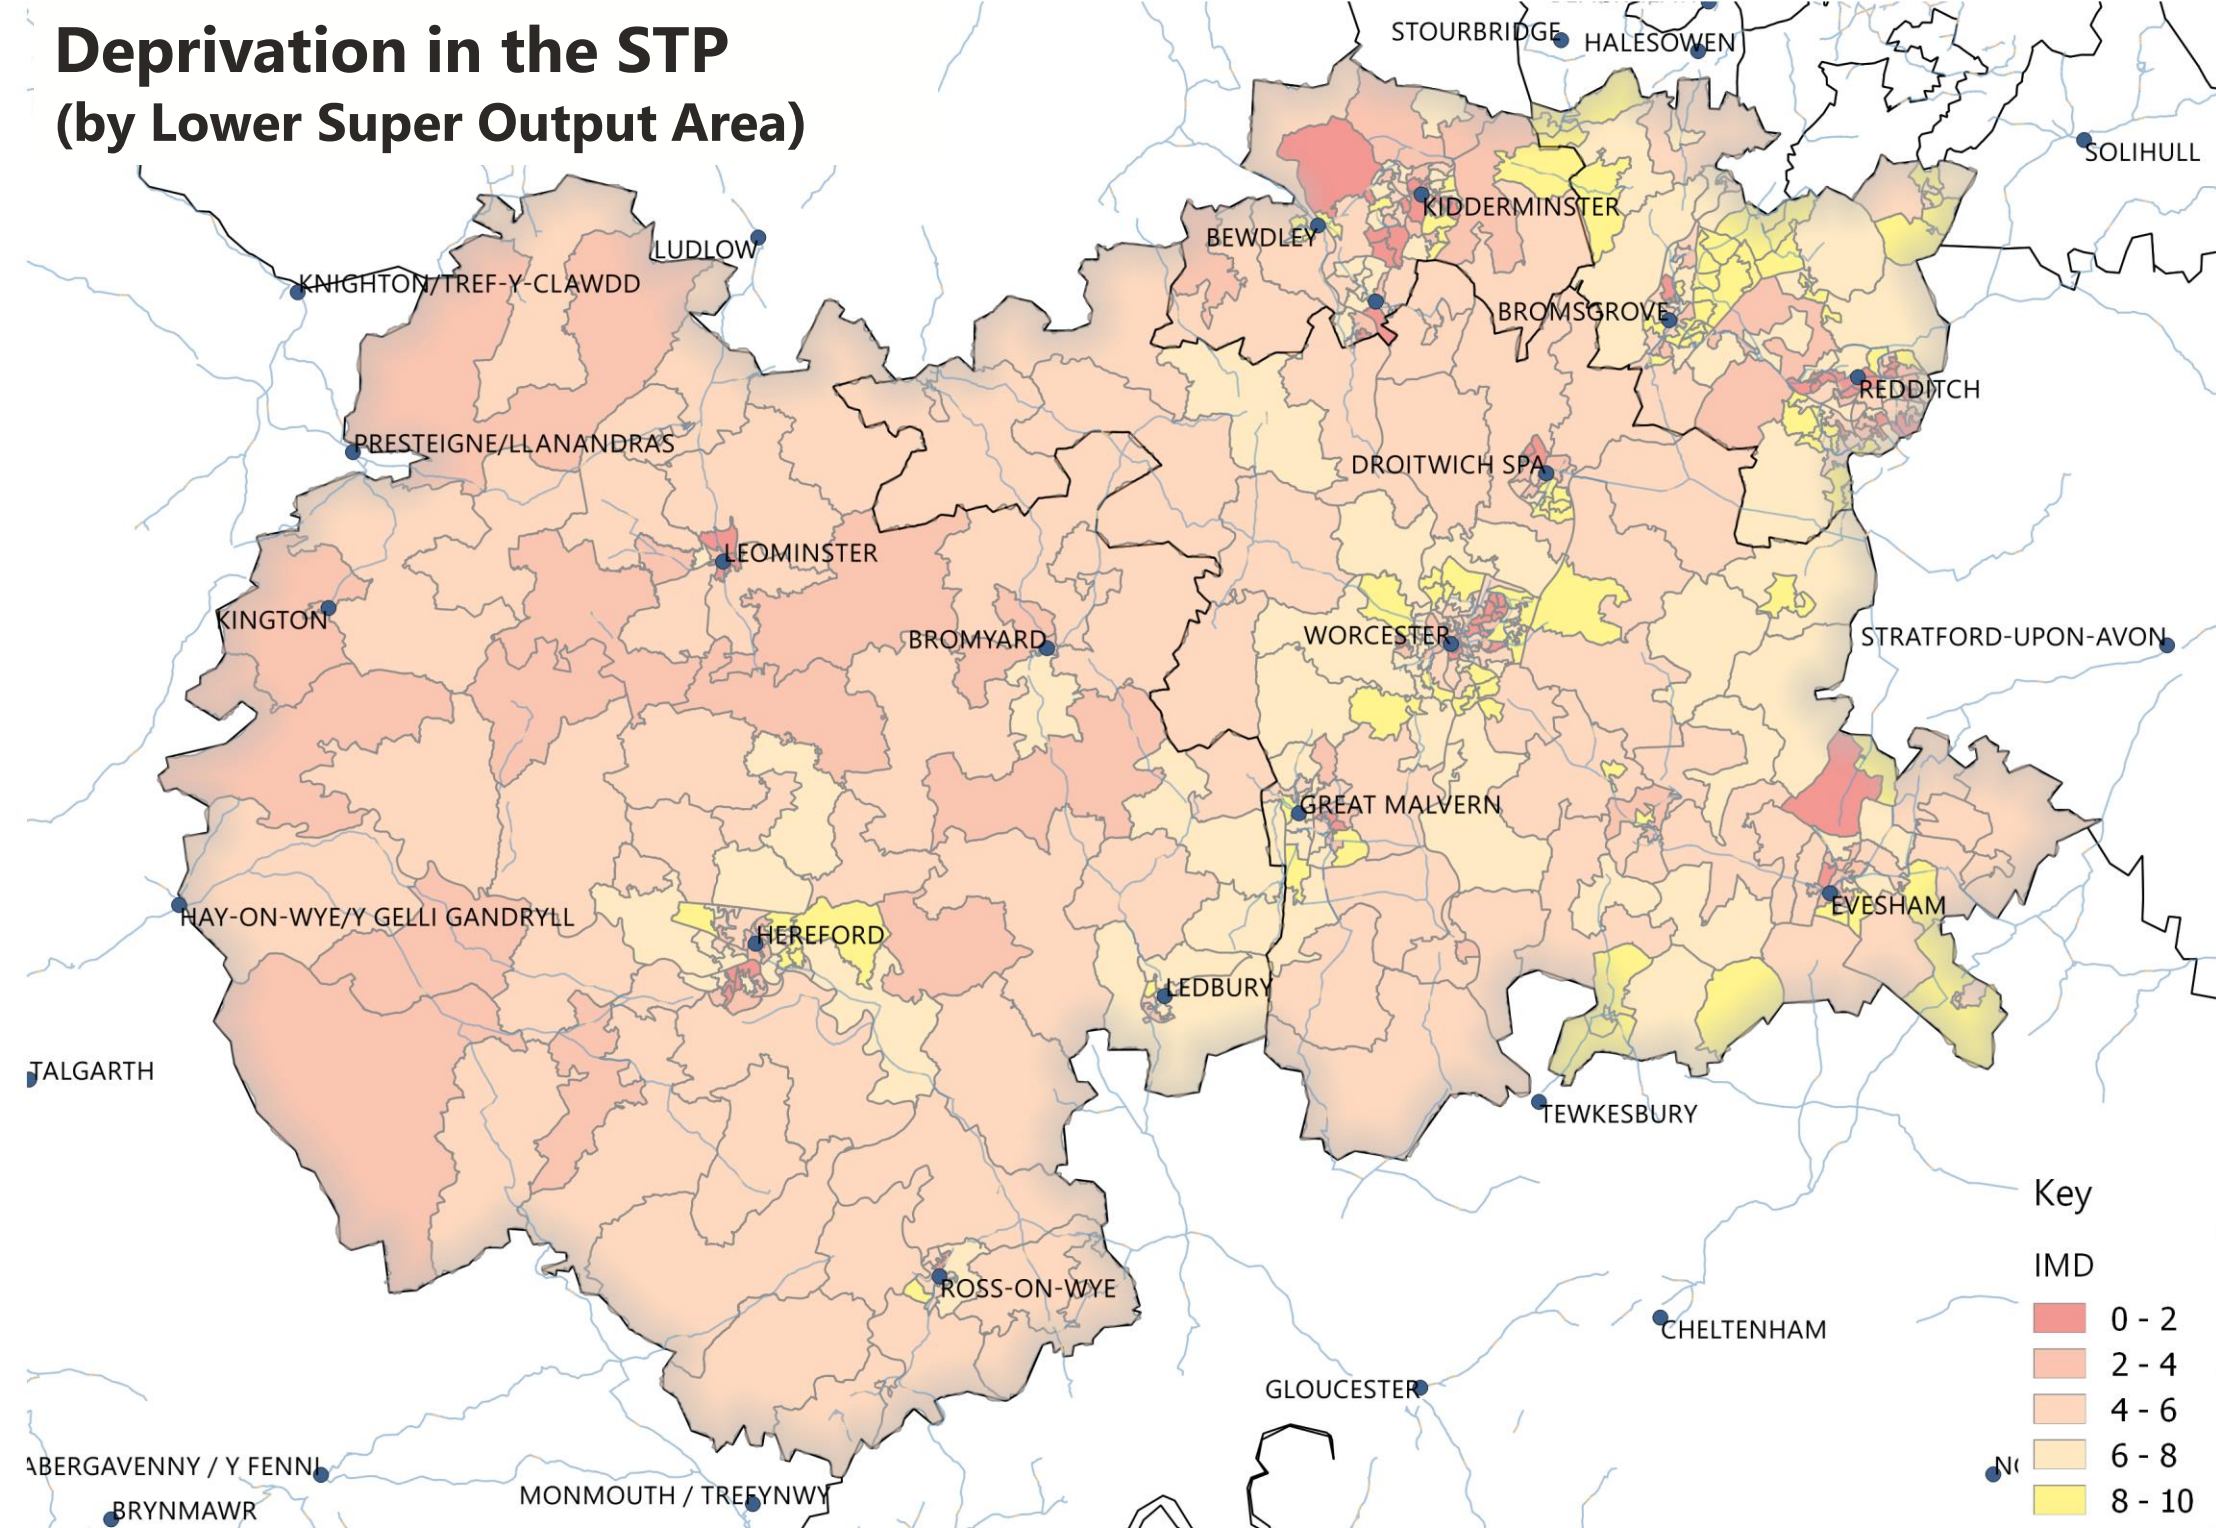 Deprivation in the STP
(by Lower Super Output Area)
STOURBRIDGE
HALESOWEN
SOLIHULL
KIDDERMINSTER
BEWDLEY
LUDLOW
KNIGHTON/TREF-Y-CLAWDD
BROMSGROVE
REDDITCH
PRESTEIGNE/LLANANDRAS
DROITWICH SPA
LEOMINSTER
KINGTON
BROMYARD
WORCESTER
STRATFORD-UPON-AVON
GREAT MALVERN
EVESHAM
HAY-ON-WYE/Y GELLI GANDRYLL
HEREFORD
LEDBURY
TALGARTH
TEWKESBURY
ROSS-ON-WYE
CHELTENHAM
GLOUCESTER
ABERGAVENNY / Y FENNI
BRYNMAWR
MONMOUTH / TREFYNWY
Key
IMD
0 - 2
2 - 4
4 - 6
6 - 8
8 - 10